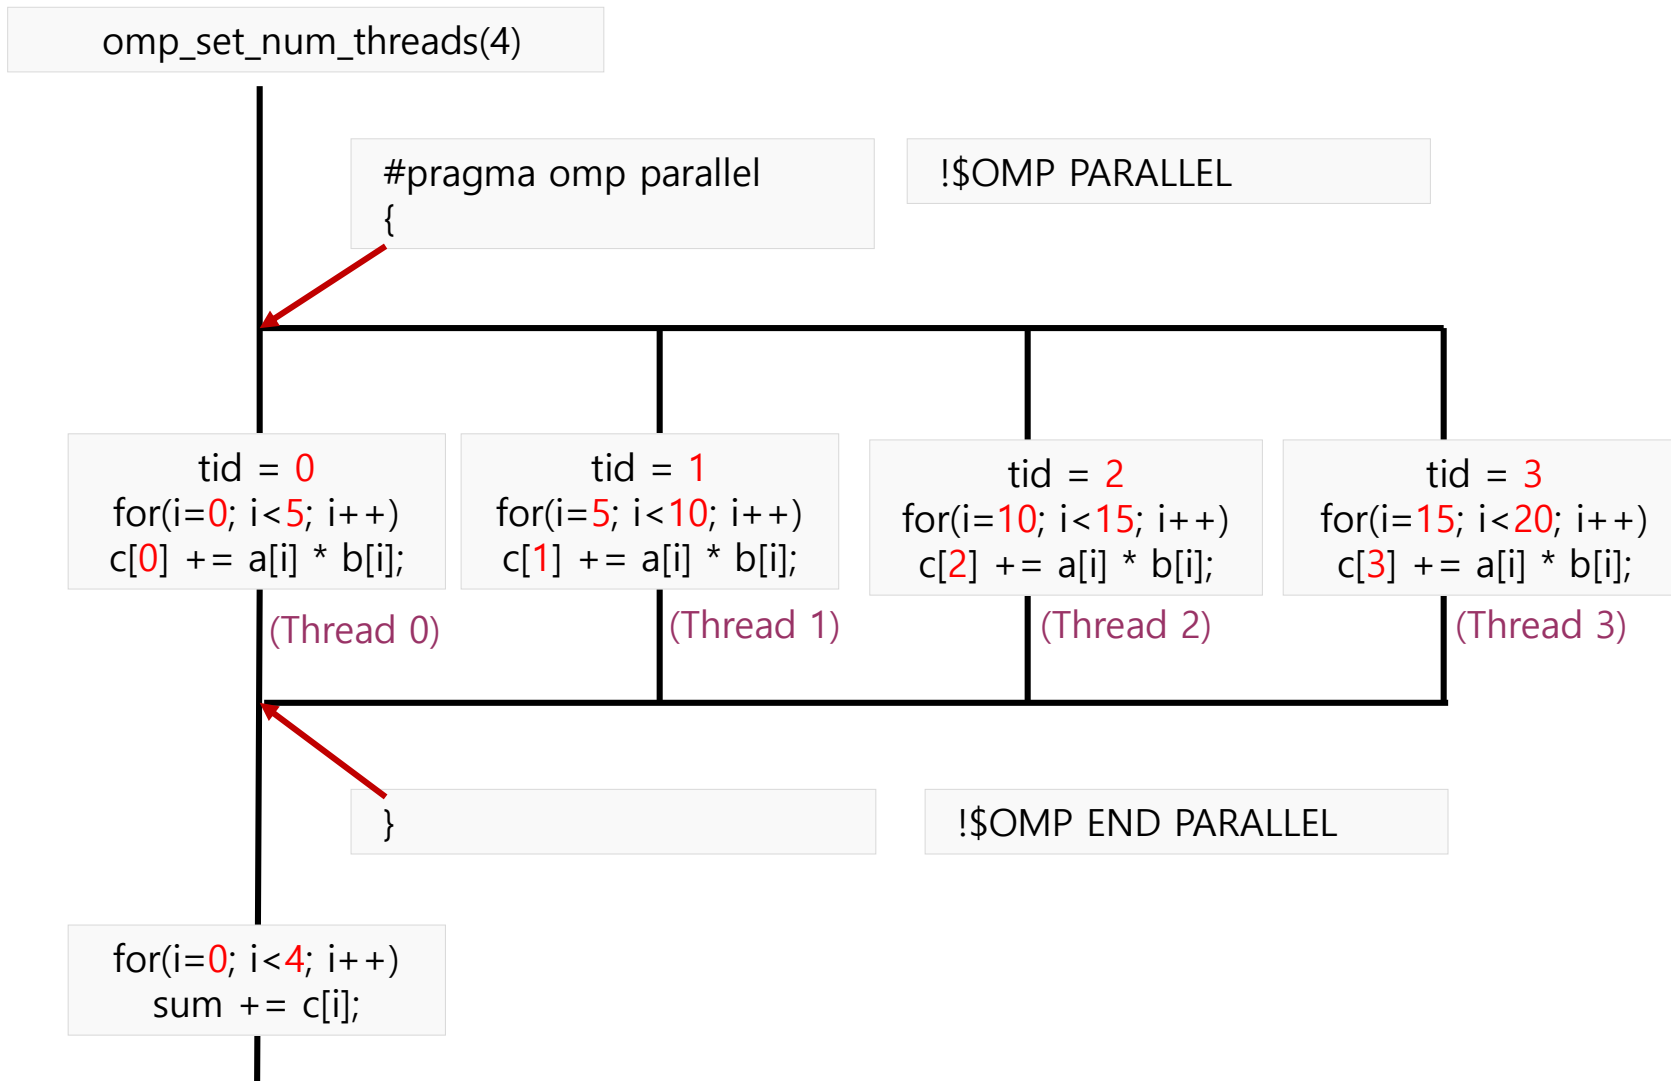 omp_set_num_threads(4)
#pragma omp parallel
{
!$OMP PARALLEL
tid = 0
for(i=0; i<5; i++)
c[0] += a[i] * b[i];
(Thread 0)
tid = 1
for(i=5; i<10; i++)
c[1] += a[i] * b[i];
(Thread 1)
tid = 2
for(i=10; i<15; i++)
c[2] += a[i] * b[i];
(Thread 2)
tid = 3
for(i=15; i<20; i++)
c[3] += a[i] * b[i];
(Thread 3)
}
!$OMP END PARALLEL
for(i=0; i<4; i++)
sum += c[i];